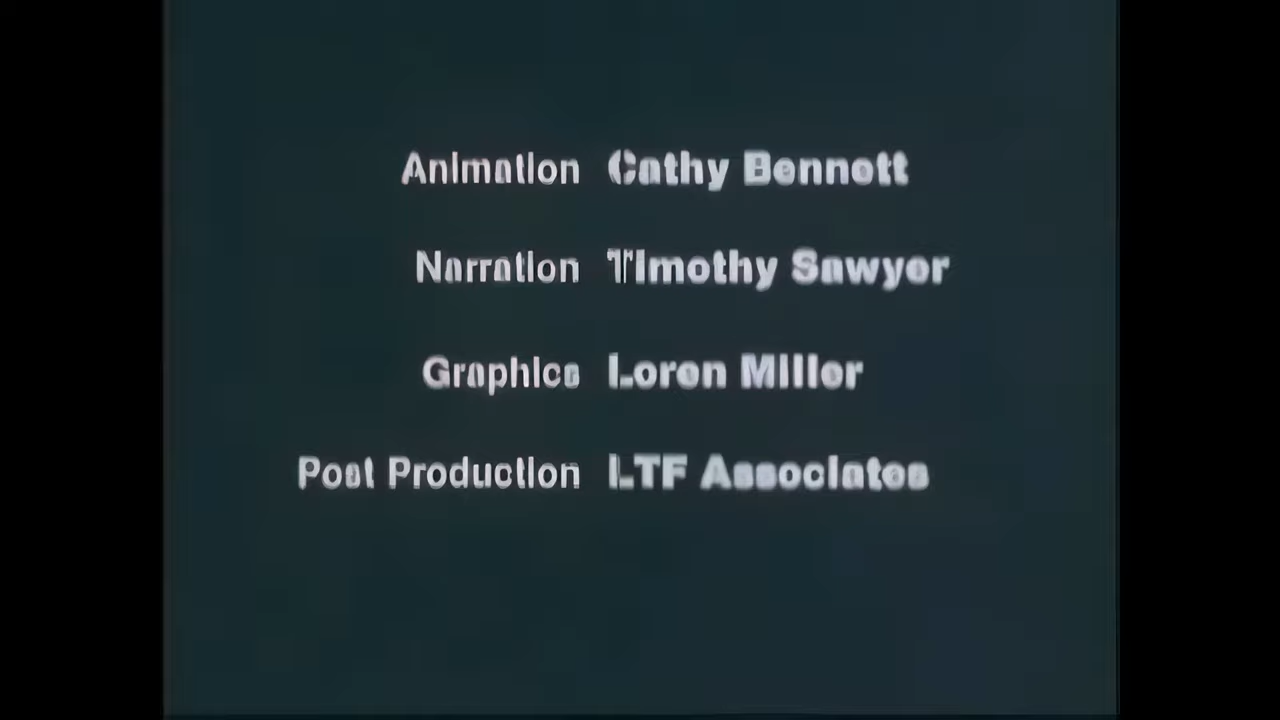 Animation Cathy Bennett
Narration Timothy Sawyer
Graphics Loren Miller
Post Production LTF Associates